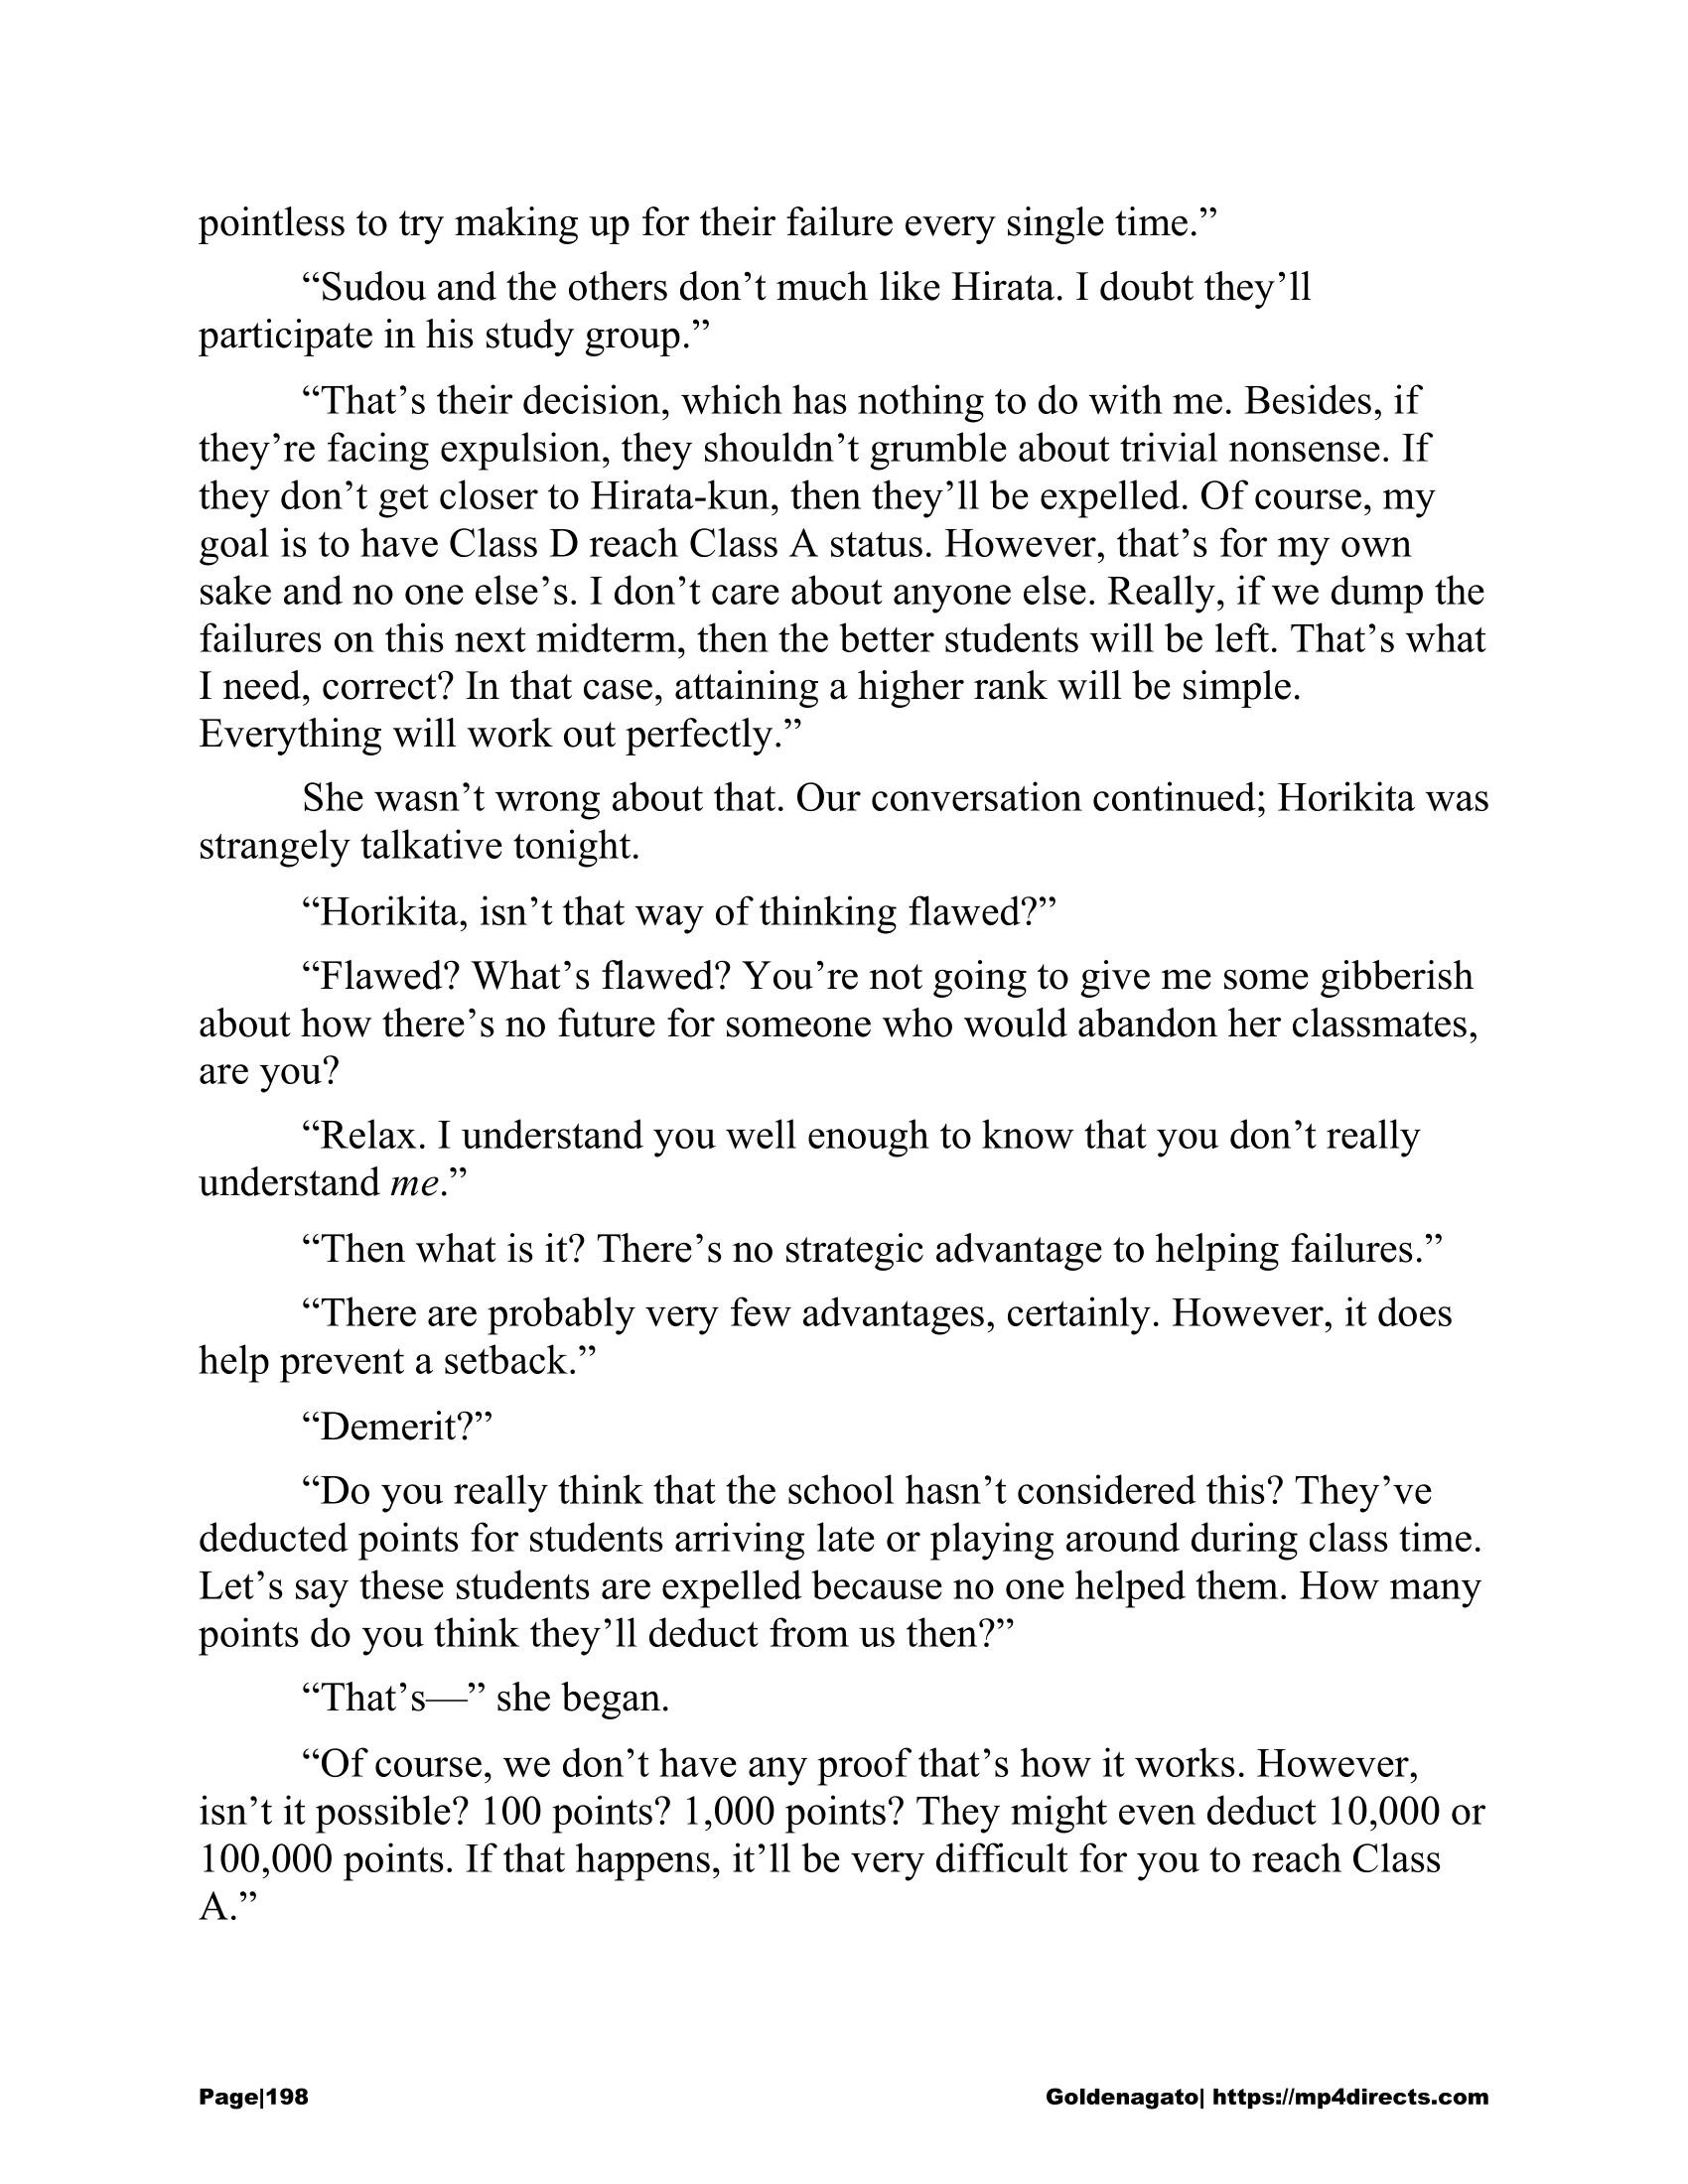 pointless to try making up for their failure every single time.”
“Sudou and the others don’t much like Hirata. I doubt they’ll
participate in his study group.”
“That’s their decision, which has nothing to do with me. Besides, if
they’re facing expulsion, they shouldn’t grumble about trivial nonsense. If
they don’t get closer to Hirata-kun, then they’ll be expelled. Of course, my
goal is to have Class D reach Class A status. However, that’s for my own
sake and no one else’s. I don’t care about anyone else. Really, if we dump the
failures on this next midterm, then the better students will be left. That’s what
I need, correct? In that case, attaining a higher rank will be simple.
Everything will work out perfectly.”
She wasn’t wrong about that. Our conversation continued; Horikita was
strangely talkative tonight.
“Horikita, isn’t that way of thinking flawed?”
“Flawed? What’s flawed? You’re not going to give me some gibberish
about how there’s no future for someone who would abandon her classmates,
are you?
“Relax. I understand you well enough to know that you don’t really
understand me.”
“Then what is it? There’s no strategic advantage to helping failures.”
“There are probably very few advantages, certainly. However, it does
help prevent a setback.”
“Demerit?”
“Do you really think that the school hasn’t considered this? They’ve
deducted points for students arriving late or playing around during class time.
Let’s say these students are expelled because no one helped them. How many
points do you think they’ll deduct from us then?”
“That’s—” she began.
“Of course, we don’t have any proof that’s how it works. However,
isn’t it possible? 100 points? 1,000 points? They might even deduct 10,000 or
100,000 points. If that happens, it’ll be very difficult for you to reach Class
A.”
Page|198 Goldenagato| https://mp4directs.com